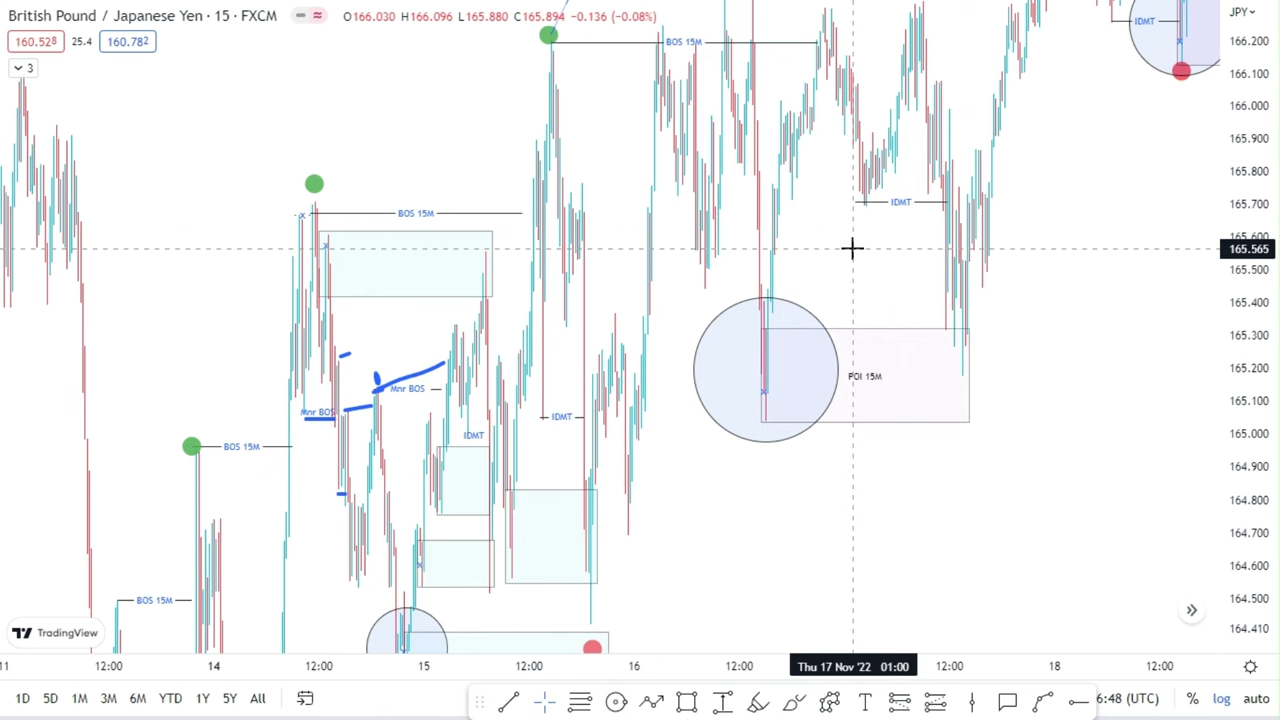 British Pound / Japanese Yen · 15 · FXCM O166.030 H166.096 L165.880 C165.894 -0.136 (-0.08%)
JPY
160.528 25.4 160.782
3
BOS 15M
IDMT
166.200
166.100
166.000
165.900
165.800
165.700
165.600
165.565
165.500
165.400
165.300
165.200
165.100
165.000
164.900
164.800
164.700
164.600
164.500
164.410
BOS 15M
IDMT
POI 15M
Mnr BOS
Mnr BOS
IDMT
IDMT
BOS 15M
BOS 15M
TradingView
11 12:00 14 12:00 15 12:00 16 12:00 Thu 17 Nov '22 01:00 12:00 18 12:00
1D 5D 1M 3M 6M YTD 1Y 5Y All
6:48 (UTC) % log auto